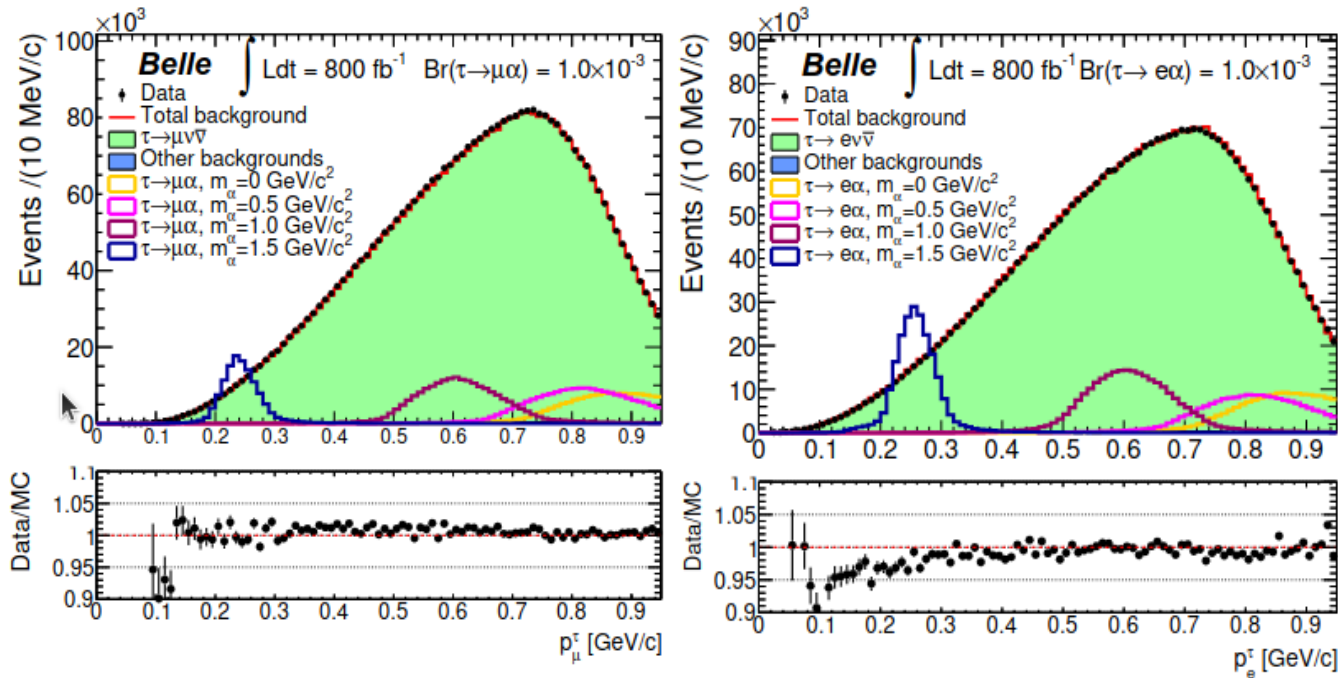 ×10³
Events /(10 MeV/c)
100
80
60
40
20
0
Belle ∫ Ldt = 800 fb⁻¹ Br(τ→μα) = 1.0×10⁻³
Data
Total background
τ→μνν̅
Other backgrounds
τ→μα, m_α=0 GeV/c²
τ→μα, m_α=0.5 GeV/c²
τ→μα, m_α=1.0 GeV/c²
τ→μα, m_α=1.5 GeV/c²
0 0.1 0.2 0.3 0.4 0.5 0.6 0.7 0.8 0.9
Data/MC
1.1
1.05
1
0.95
0.9
0 0.1 0.2 0.3 0.4 0.5 0.6 0.7 0.8 0.9
p_μ^τ [GeV/c]
×10³
Events /(10 MeV/c)
90
80
70
60
50
40
30
20
10
0
Belle ∫ Ldt = 800 fb⁻¹ Br(τ→ eα) = 1.0×10⁻³
Data
Total background
τ→ eνν̅
Other backgrounds
τ→ eα, m_α=0 GeV/c²
τ→ eα, m_α=0.5 GeV/c²
τ→ eα, m_α=1.0 GeV/c²
τ→ eα, m_α=1.5 GeV/c²
0 0.1 0.2 0.3 0.4 0.5 0.6 0.7 0.8 0.9
Data/MC
1.1
1.05
1
0.95
0.9
0 0.1 0.2 0.3 0.4 0.5 0.6 0.7 0.8 0.9
p_e^τ [GeV/c]